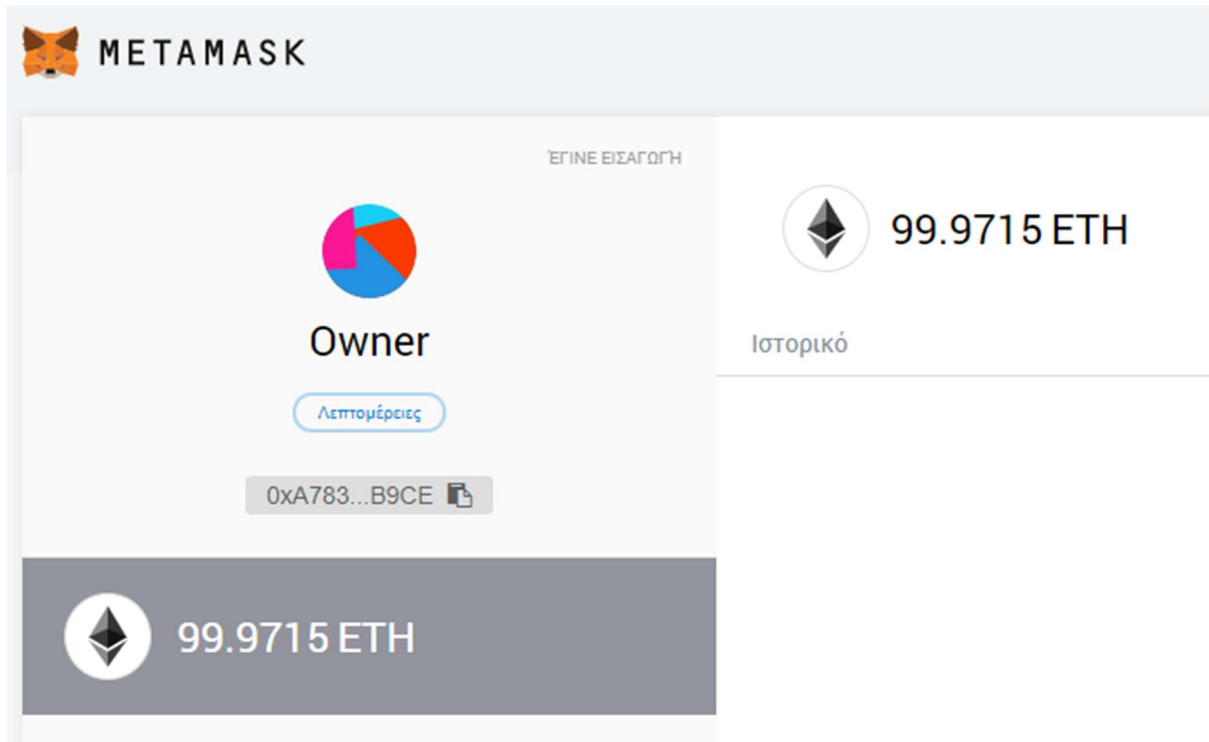 METAMASK
ΈΓΙΝΕ ΕΙΣΑΓΩΓΉ
Owner
Λεπτομέρειες
0xA783...B9CE
99.9715 ETH
99.9715 ETH
Ιστορικό